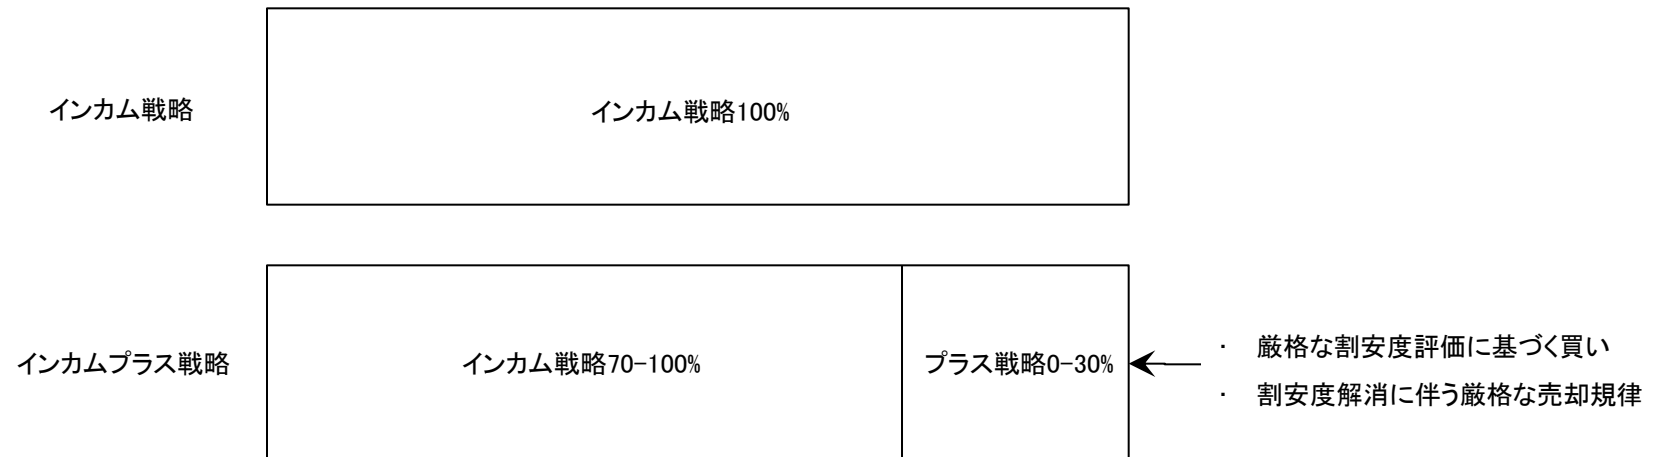 インカム戦略
インカム戦略100%
インカムプラス戦略
インカム戦略70-100%
プラス戦略0-30%
· 厳格な割安度評価に基づく買い
· 割安度解消に伴う厳格な売却規律